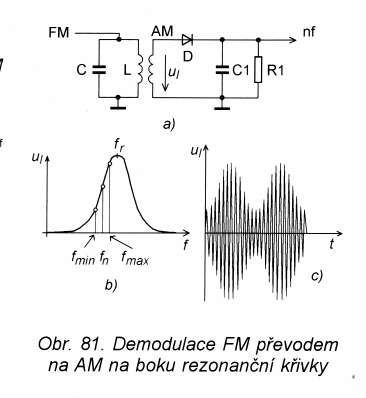 FM
AM
nf
D
C
L
u_l
C1
R1
a)
f_r
u_l
u_l
f
t
f_min f_n f_max
b)
c)
Obr. 81. Demodulace FM převodem
na AM na boku rezonanční křivky